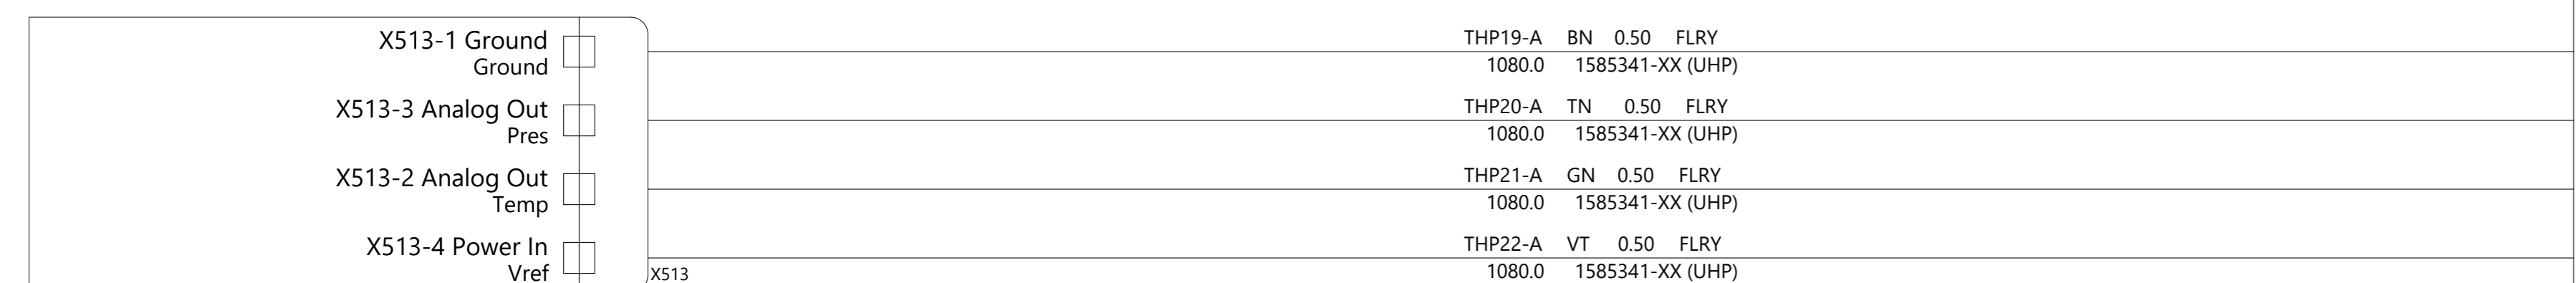 X513-1 Ground THP19-A BN 0.50 FLRY
Ground 1080.0 1585341-XX (UHP)
X513-3 Analog Out THP20-A TN 0.50 FLRY
Pres 1080.0 1585341-XX (UHP)
X513-2 Analog Out THP21-A GN 0.50 FLRY
Temp 1080.0 1585341-XX (UHP)
X513-4 Power In THP22-A VT 0.50 FLRY
Vref X513 1080.0 1585341-XX (UHP)